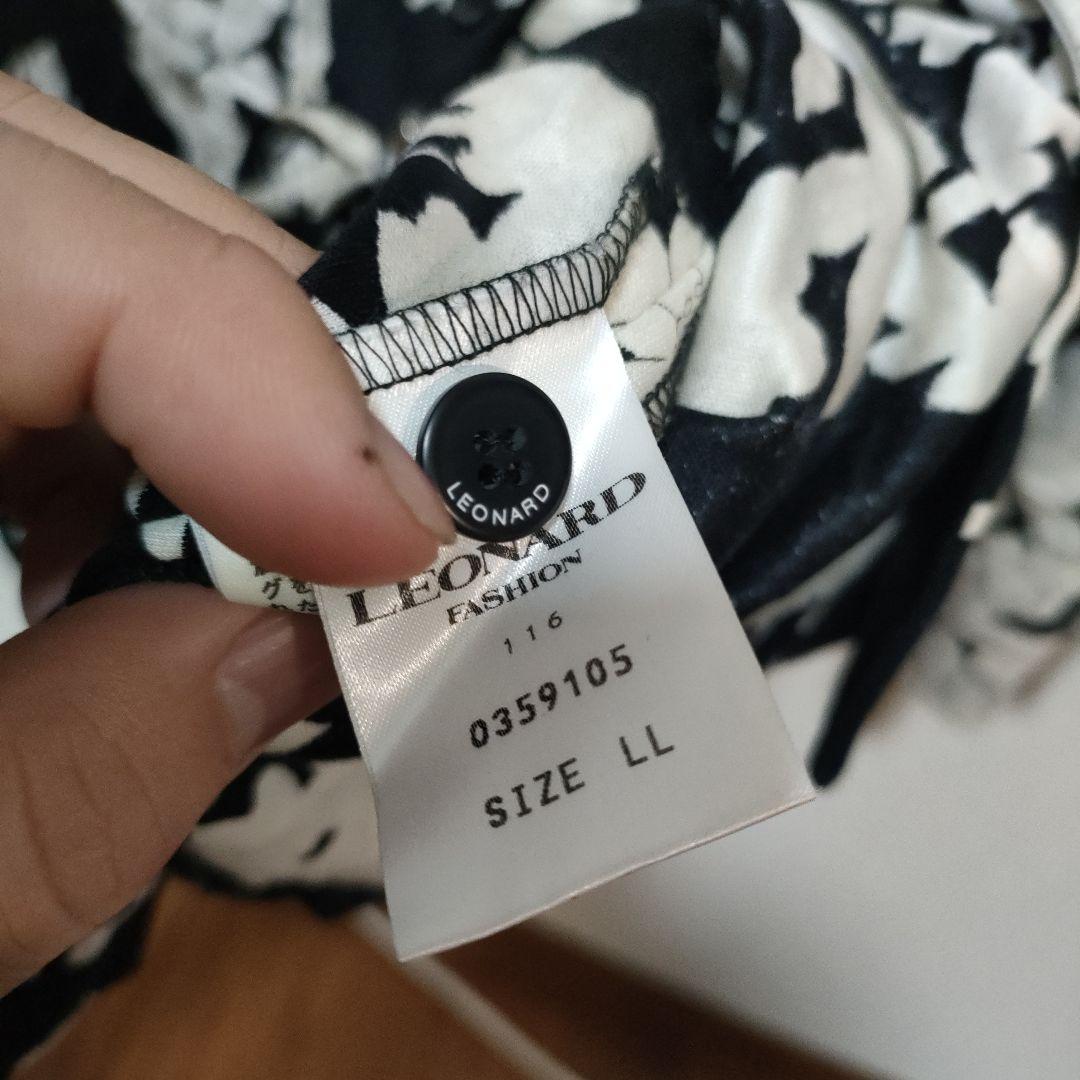 LEONARD
LEONARD
FASHION
116
0359105
SIZE LL